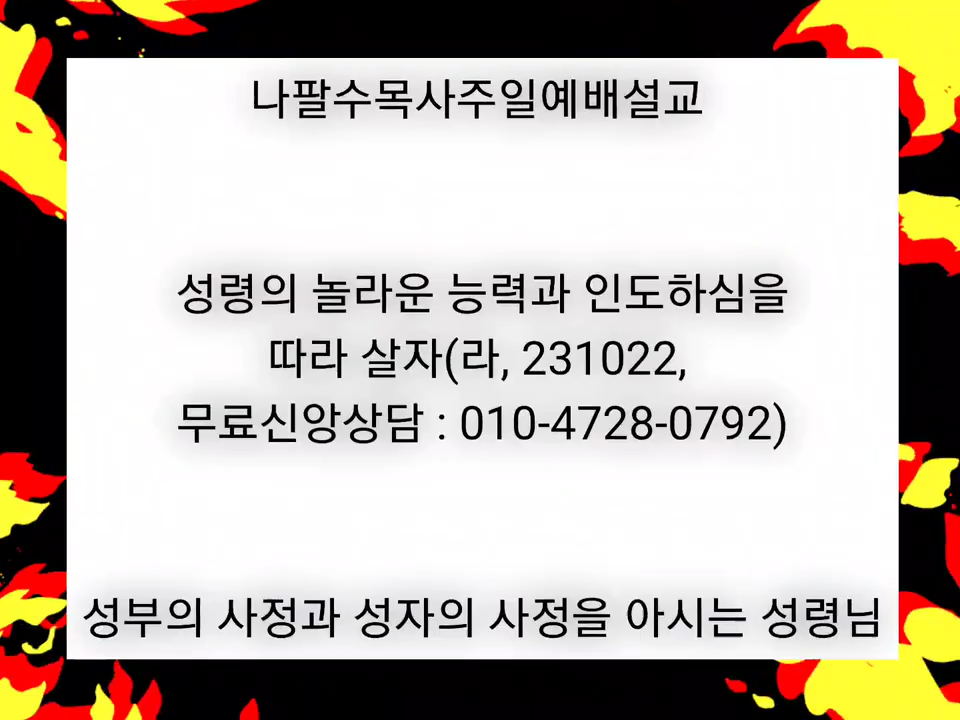 나팔수목사주일예배설교
성령의 놀라운 능력과 인도하심을
따라 살자(라, 231022,
무료신앙상담 : 010-4728-0792)
성부의 사정과 성자의 사정을 아시는 성령님